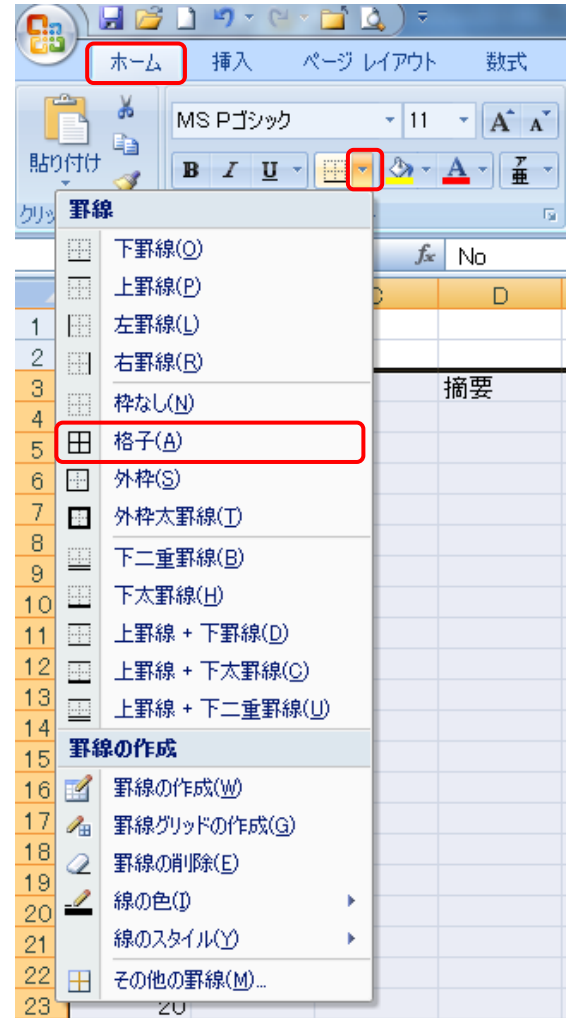 ホーム 挿入 ページ レイアウト 数式
MS Pゴシック 11 A A
貼り付け B I U A ア亜
クリッ
罫線
fx No
下罫線(O)
上罫線(P)
D
左罫線(L)
1
右罫線(R)
2
枠なし(N)
3 摘要
格子(A)
4
5
外枠(S)
6
外枠太罫線(T)
7
下二重罫線(B)
8
9
下太罫線(H)
10
上罫線 + 下罫線(D)
11
上罫線 + 下太罫線(C)
12
上罫線 + 下二重罫線(U)
13
14
罫線の作成
15
罫線の作成(W)
16
罫線グリッドの作成(G)
17
罫線の削除(E)
18
19
線の色(I)
20
線のスタイル(Y)
21
その他の罫線(M)...
22
23 20